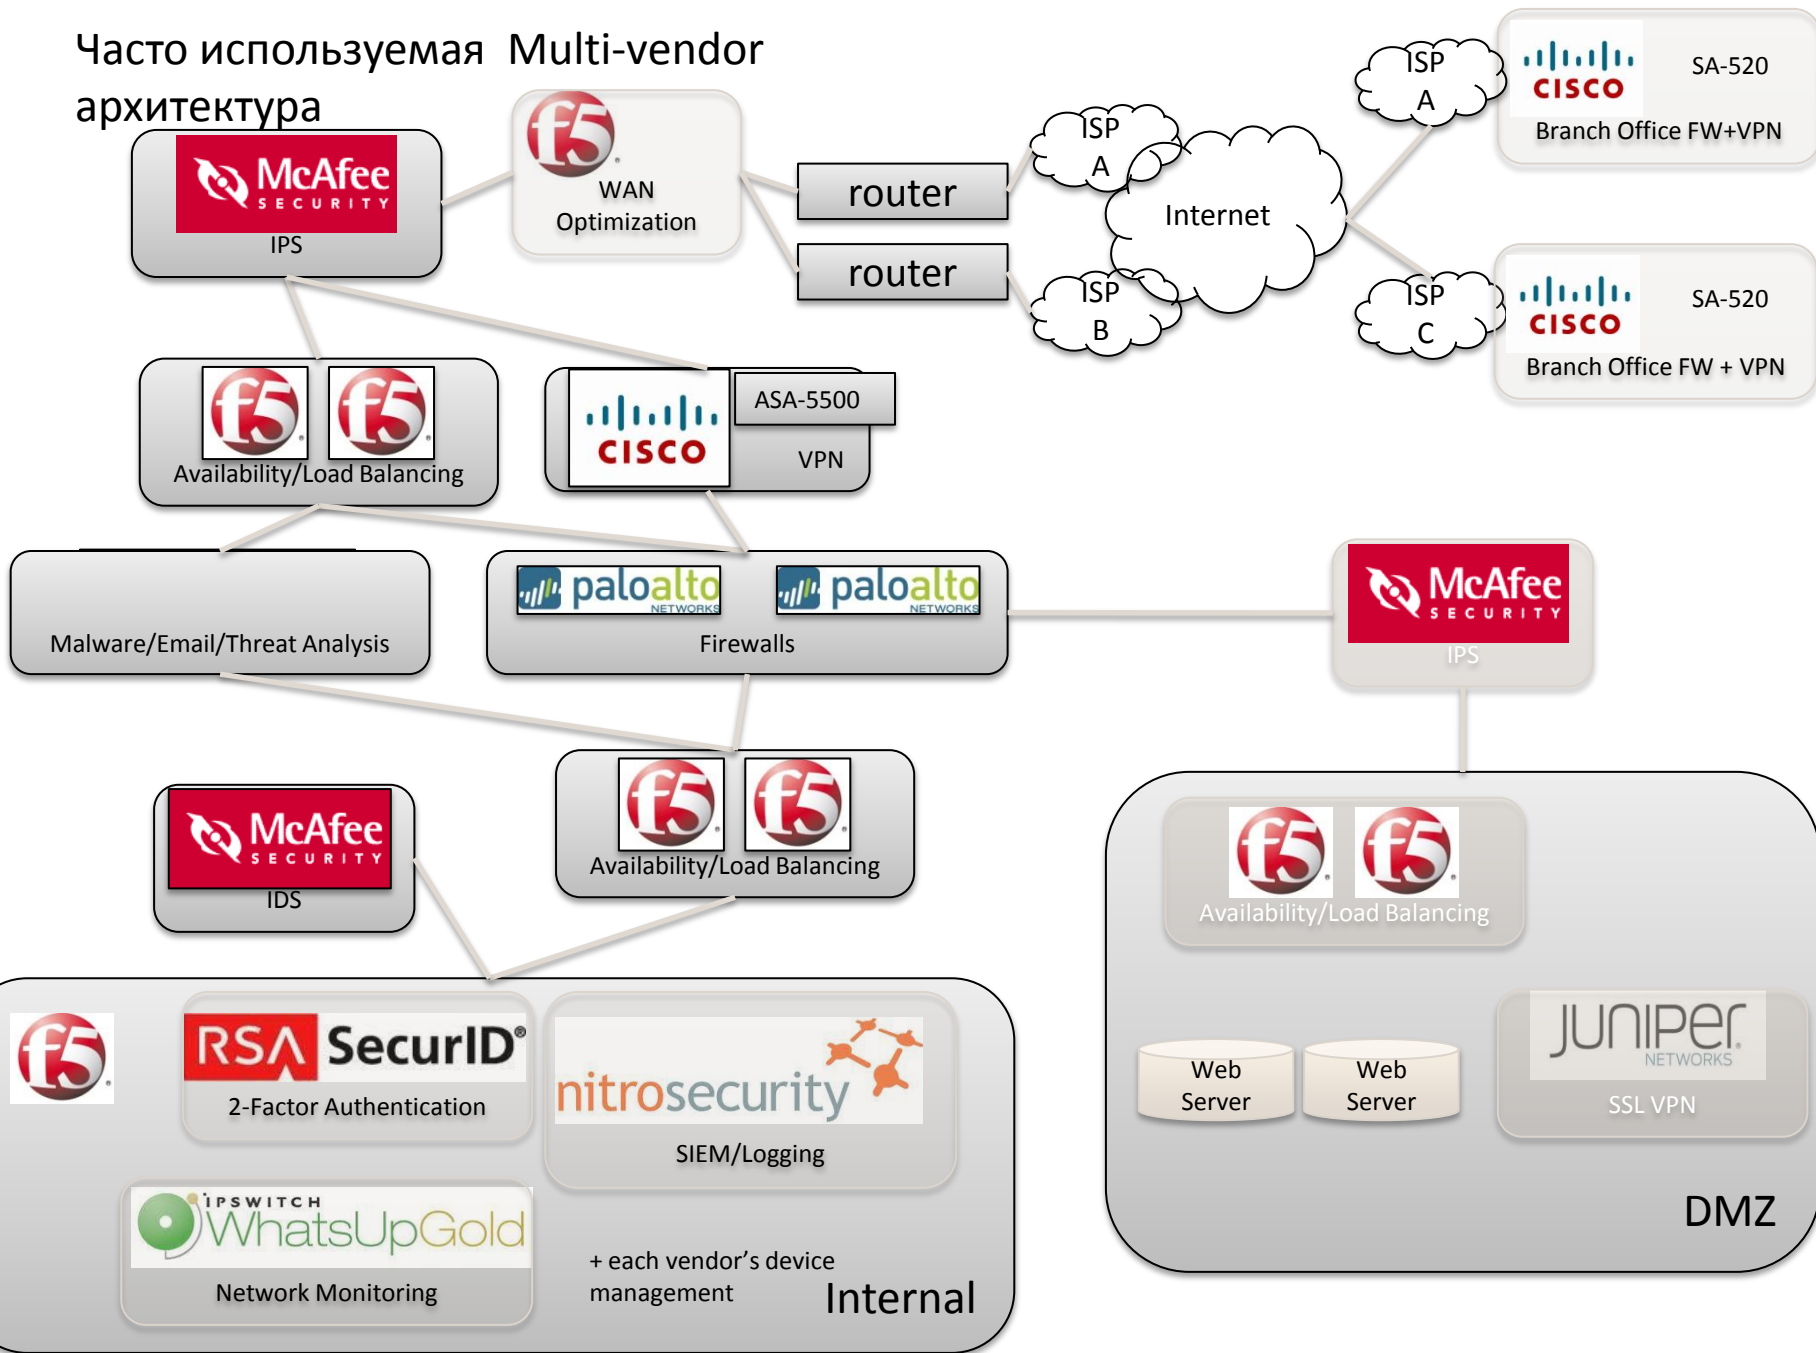 Часто используемая Multi-vendor
архитектура
McAfee
SECURITY
IPS
f5
WAN
Optimization
router
router
ISP
A
ISP
B
Internet
ISP
A
ISP
C
CISCO
SA-520
Branch Office FW+VPN
CISCO
SA-520
Branch Office FW + VPN
f5 f5
Availability/Load Balancing
CISCO
ASA-5500
VPN
Malware/Email/Threat Analysis
paloalto
NETWORKS
paloalto
NETWORKS
Firewalls
McAfee
SECURITY
IPS
McAfee
SECURITY
IDS
f5 f5
Availability/Load Balancing
f5 f5
Availability/Load Balancing
Web
Server
Web
Server
JUNIPER
NETWORKS
SSL VPN
DMZ
f5
RSA SecurID®
2-Factor Authentication
nitrosecurity
SIEM/Logging
IPSWITCH
WhatsUpGold
Network Monitoring
+ each vendor’s device
management
Internal